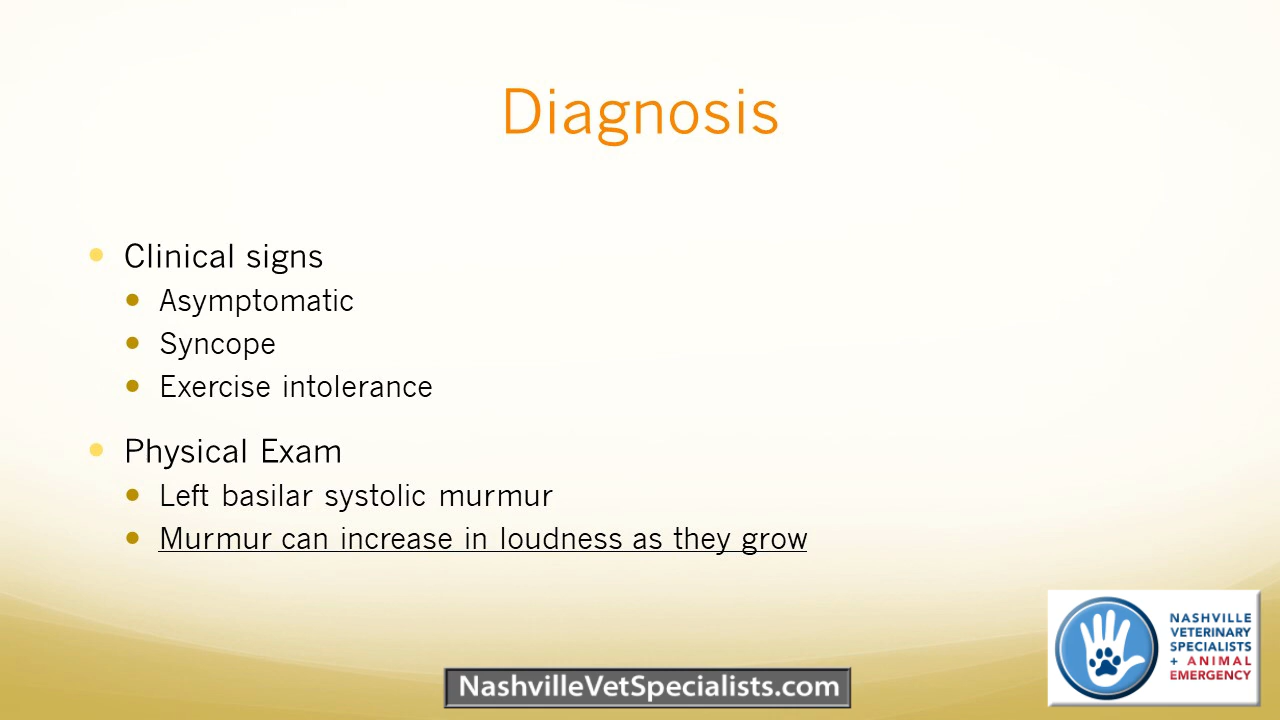 Diagnosis
Clinical signs
Asymptomatic
Syncope
Exercise intolerance
Physical Exam
Left basilar systolic murmur
Murmur can increase in loudness as they grow
NASHVILLE
VETERINARY
SPECIALISTS
+ ANIMAL
EMERGENCY
NashvilleVetSpecialists.com